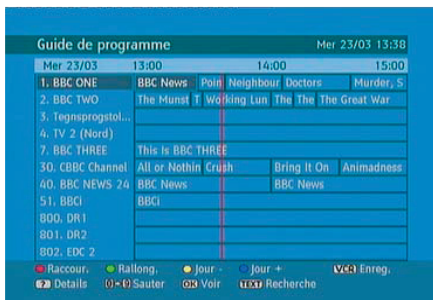 Guide de programme Mer 23/03 13:38
Mer 23/03 13:00 14:00 15:00
1. BBC ONE BBC News Poin Neighbour Doctors Murder, S
2. BBC TWO The Munst T Working Lun The The The Great War
3. Tegnsprogstol...
4. TV 2 (Nord)
7. BBC THREE This Is BBC THREE
30. CBBC Channel All or Nothin Crush Bring It On Animadness
40. BBC NEWS 24 BBC News BBC News
51. BBCi BBCi
800. DR1
801. DR2
802. EDC 2
Raccour. Rallong. Jour - Jour + VCR Enreg.
? Details 0-9 Sauter OK Voir TEXT Recherche